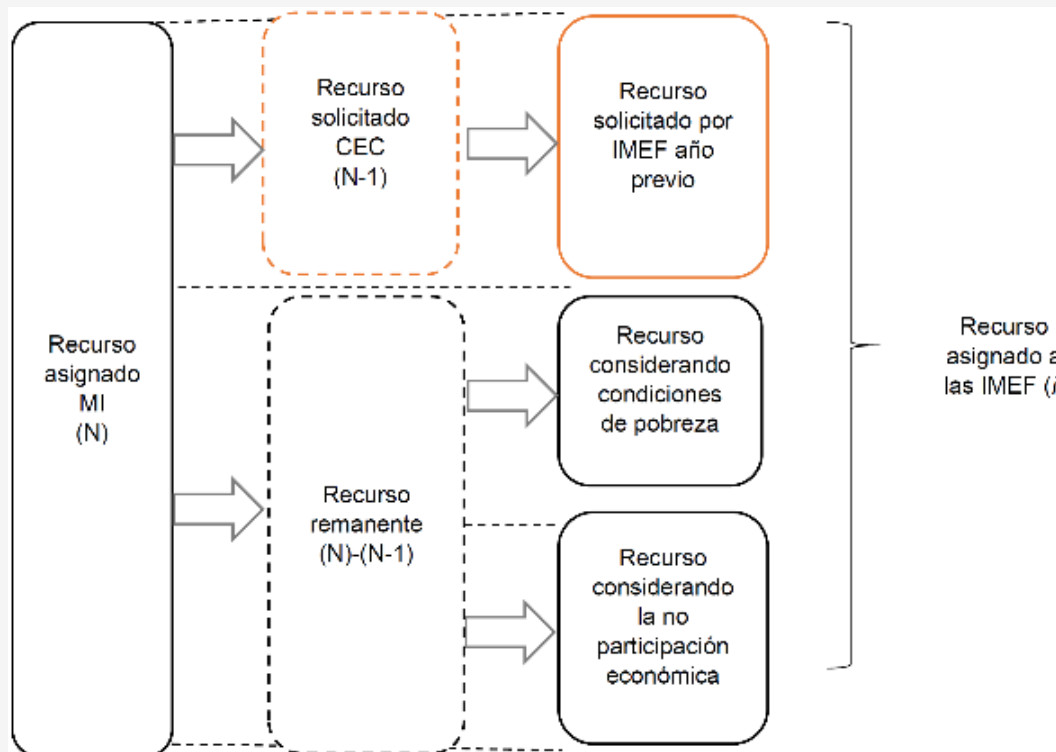 Recurso
asignado
MI
(N)
Recurso
solicitado
CEC
(N-1)
Recurso
solicitado por
IMEF año
previo
Recurso
remanente
(N)-(N-1)
Recurso
considerando
condiciones
de pobreza
Recurso
considerando
la no
participación
económica
Recurso
asignado a
las IMEF (i